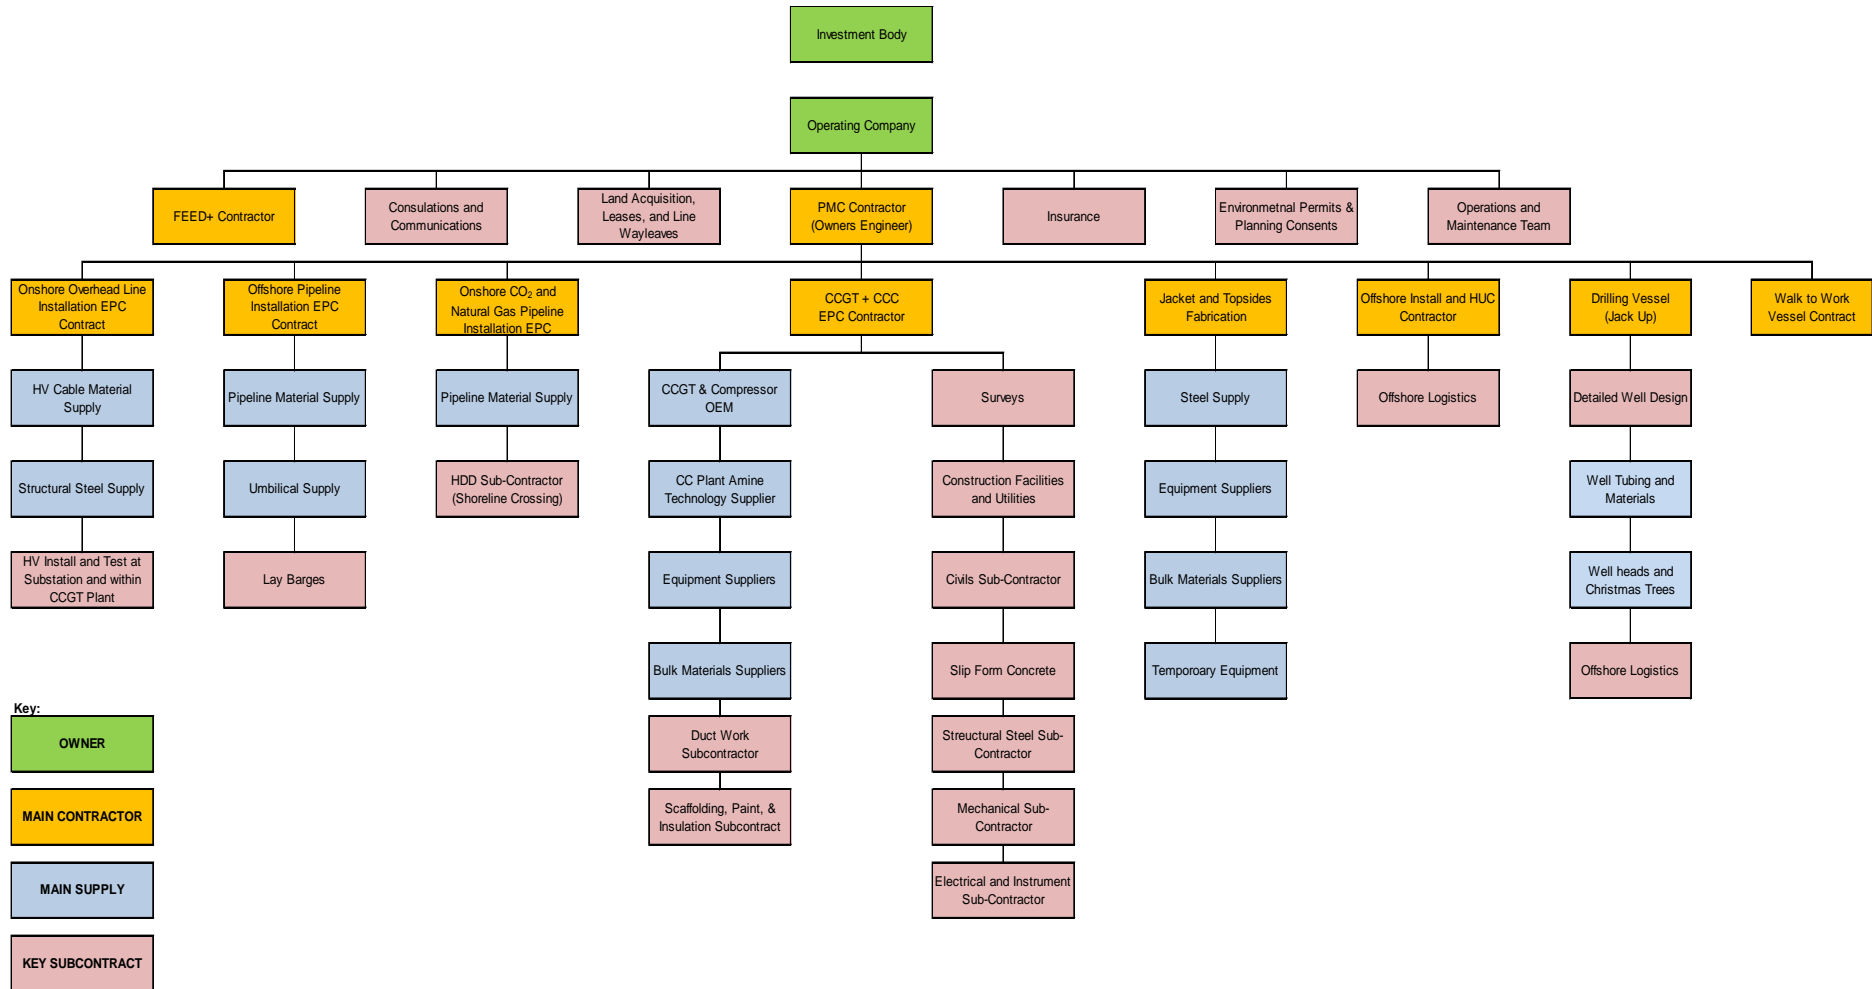 Investment Body
Operating Company
FEED+ Contractor
Consulations and
Communications
Land Acquisition,
Leases, and Line
Wayleaves
PMC Contractor
(Owners Engineer)
Insurance
Environmetnal Permits &
Planning Consents
Operations and
Maintenance Team
Onshore Overhead Line
Installation EPC
Contract
Offshore Pipeline
Installation EPC
Contract
Onshore CO₂ and
Natural Gas Pipeline
Installation EPC
CCGT + CCC
EPC Contractor
Jacket and Topsides
Fabrication
Offshore Install and HUC
Contractor
Drilling Vessel
(Jack Up)
Walk to Work
Vessel Contract
HV Cable Material
Supply
Pipeline Material Supply
Pipeline Material Supply
CCGT & Compressor
OEM
Surveys
Steel Supply
Offshore Logistics
Detailed Well Design
Structural Steel Supply
Umbilical Supply
HDD Sub-Contractor
(Shoreline Crossing)
CC Plant Amine
Technology Supplier
Construction Facilities
and Utilities
Equipment Suppliers
Well Tubing and
Materials
HV Install and Test at
Substation and within
CCGT Plant
Lay Barges
Equipment Suppliers
Civils Sub-Contractor
Bulk Materials Suppliers
Well heads and
Christmas Trees
Bulk Materials Suppliers
Slip Form Concrete
Temporoary Equipment
Offshore Logistics
Key:
OWNER
Duct Work
Subcontractor
Streuctural Steel Sub-
Contractor
MAIN CONTRACTOR
Scaffolding, Paint, &
Insulation Subcontract
Mechanical Sub-
Contractor
MAIN SUPPLY
Electrical and Instrument
Sub-Contractor
KEY SUBCONTRACT